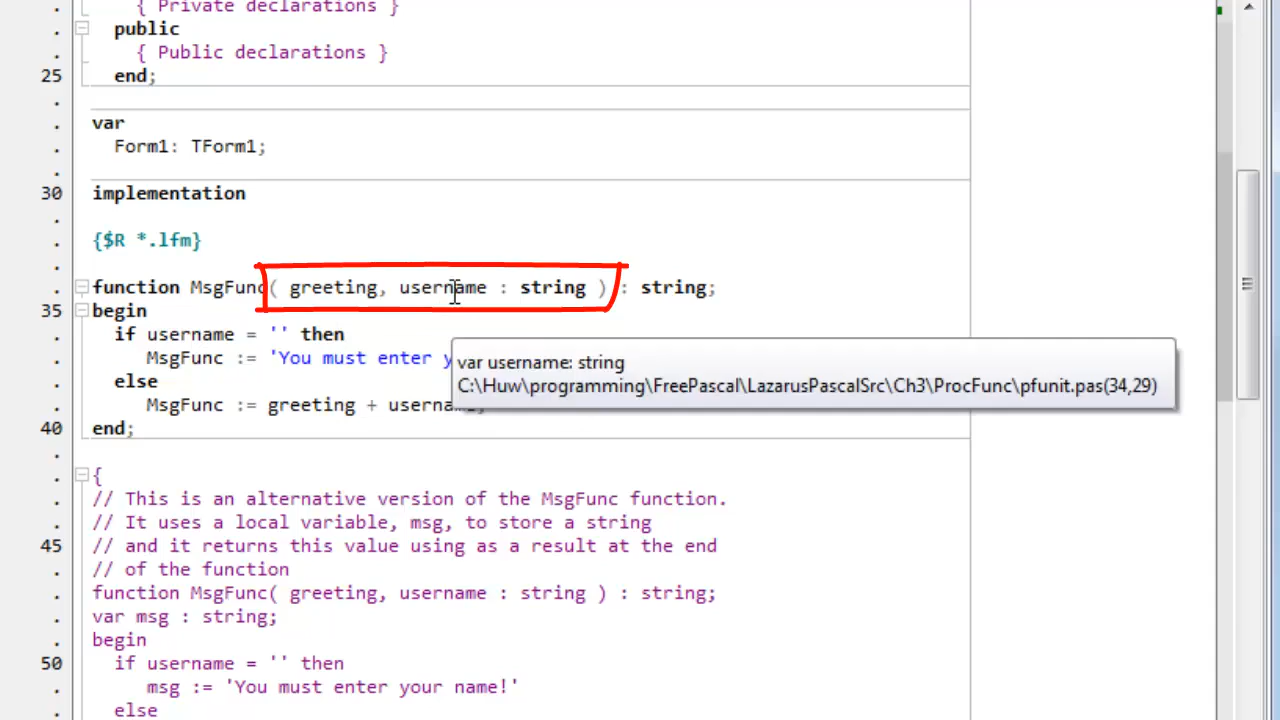 { Private declarations }
public
{ Public declarations }
25 end;
var
Form1: TForm1;
30 implementation
{$R *.lfm}
function MsgFunc( greeting, username : string ) : string;
35 begin
if username = '' then
MsgFunc := 'You must enter
var username: string
C:\Huw\programming\FreePascal\LazarusPascalSrc\Ch3\ProcFunc\pfunit.pas(34,29)
else
MsgFunc := greeting + userna
40 end;
{
// This is an alternative version of the MsgFunc function.
// It uses a local variable, msg, to store a string
45 // and it returns this value using as a result at the end
// of the function
function MsgFunc( greeting, username : string ) : string;
var msg : string;
begin
50 if username = '' then
msg := 'You must enter your name!'
else